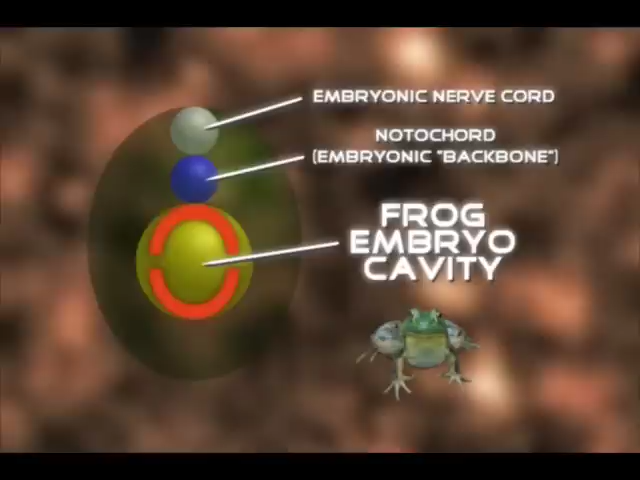 EMBRYONIC NERVE CORD
NOTOCHORD
(EMBRYONIC "BACKBONE")
FROG
EMBRYO
CAVITY